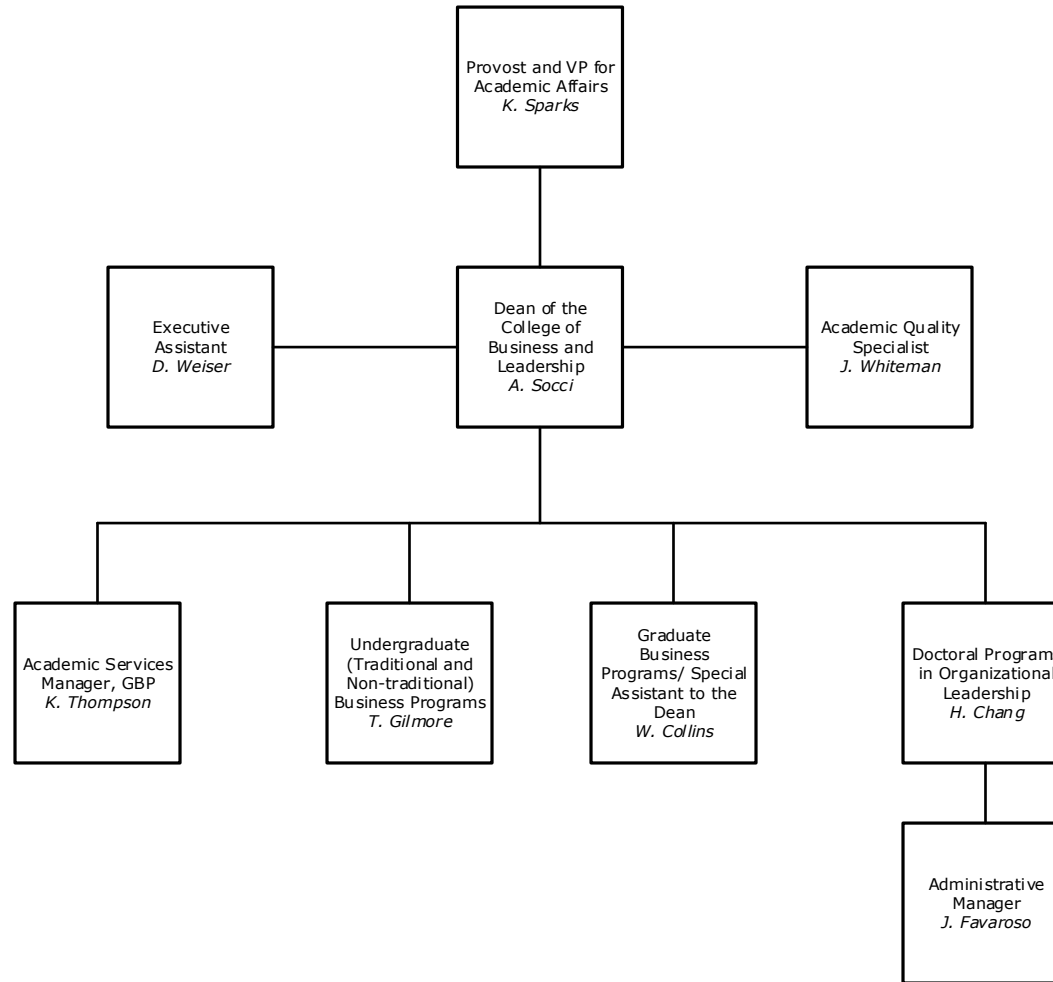 Provost and VP for
Academic Affairs
K. Sparks
Executive
Assistant
D. Weiser
Dean of the
College of
Business and
Leadership
A. Socci
Academic Quality
Specialist
J. Whiteman
Academic Services
Manager, GBP
K. Thompson
Undergraduate
(Traditional and
Non-traditional)
Business Programs
T. Gilmore
Graduate
Business
Programs/ Special
Assistant to the
Dean
W. Collins
Doctoral Program
in Organizational
Leadership
H. Chang
Administrative
Manager
J. Favaroso